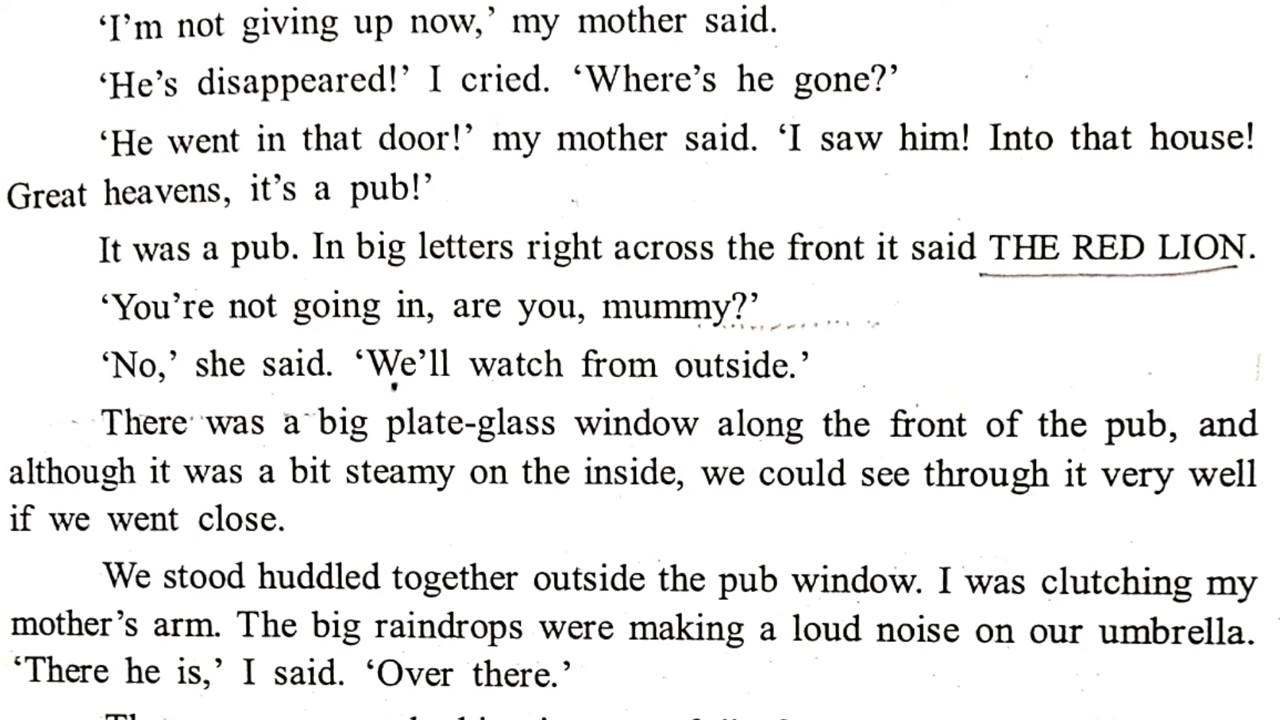 ‘I’m not giving up now,’ my mother said.
‘He’s disappeared!’ I cried. ‘Where’s he gone?’
‘He went in that door!’ my mother said. ‘I saw him! Into that house!
Great heavens, it’s a pub!’
It was a pub. In big letters right across the front it said THE RED LION.
‘You’re not going in, are you, mummy?’
‘No,’ she said. ‘We’ll watch from outside.’
There was a big plate-glass window along the front of the pub, and
although it was a bit steamy on the inside, we could see through it very well
if we went close.
We stood huddled together outside the pub window. I was clutching my
mother’s arm. The big raindrops were making a loud noise on our umbrella.
‘There he is,’ I said. ‘Over there.’